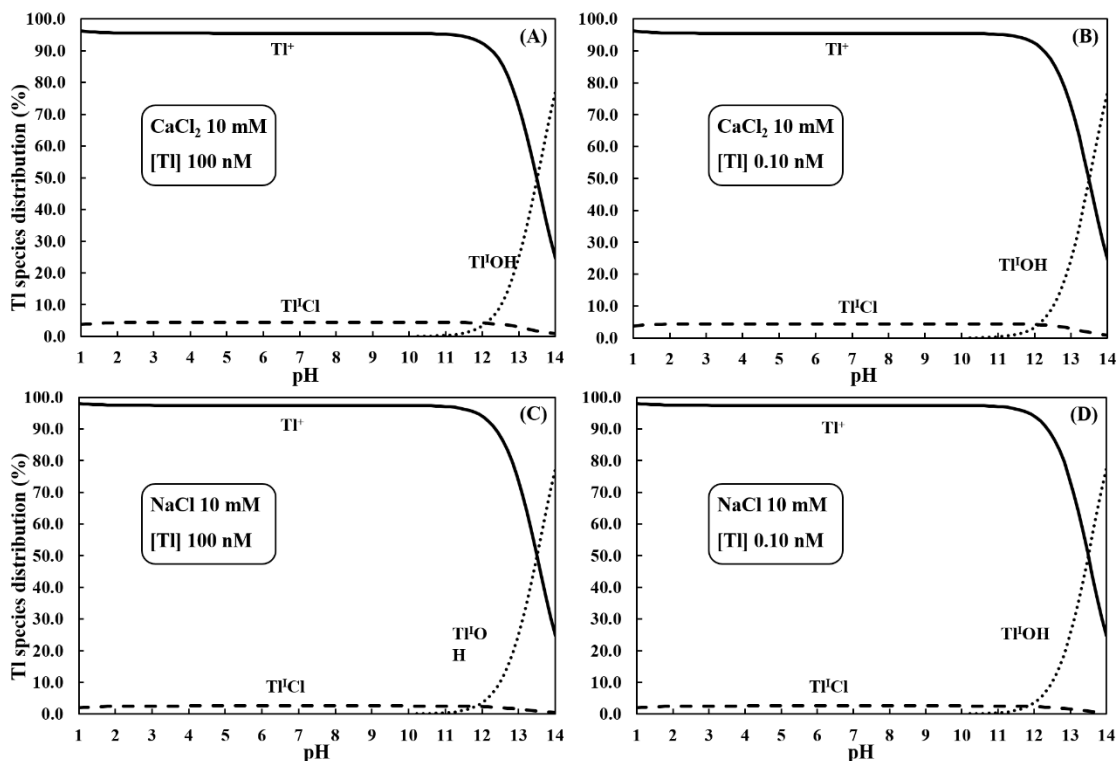 Tl species distribution (%)
100.0
90.0
80.0
70.0
60.0
50.0
40.0
30.0
20.0
10.0
0.0
(A)
Tl⁺
CaCl₂ 10 mM
[Tl] 100 nM
TlᴵOH
TlᴵCl
1 2 3 4 5 6 7 8 9 10 11 12 13 14
pH
100.0
90.0
80.0
70.0
60.0
50.0
40.0
30.0
20.0
10.0
0.0
(B)
Tl⁺
CaCl₂ 10 mM
[Tl] 0.10 nM
TlᴵOH
TlᴵCl
1 2 3 4 5 6 7 8 9 10 11 12 13 14
pH
Tl species distribution (%)
100.0
90.0
80.0
70.0
60.0
50.0
40.0
30.0
20.0
10.0
0.0
(C)
Tl⁺
NaCl 10 mM
[Tl] 100 nM
TlᴵO
H
TlᴵCl
1 2 3 4 5 6 7 8 9 10 11 12 13 14
pH
100.0
90.0
80.0
70.0
60.0
50.0
40.0
30.0
20.0
10.0
0.0
(D)
Tl⁺
NaCl 10 mM
[Tl] 0.10 nM
TlᴵOH
TlᴵCl
1 2 3 4 5 6 7 8 9 10 11 12 13 14
pH